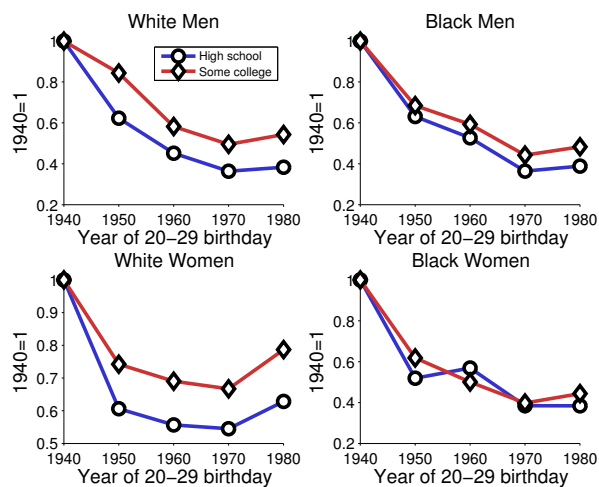 White Men
1
0.8
0.6
0.4
0.2
1940=1
1940 1950 1960 1970 1980
Year of 20−29 birthday
High school
Some college
Black Men
1
0.8
0.6
0.4
0.2
1940=1
1940 1950 1960 1970 1980
Year of 20−29 birthday
White Women
1
0.9
0.8
0.7
0.6
0.5
1940=1
1940 1950 1960 1970 1980
Year of 20−29 birthday
Black Women
1
0.8
0.6
0.4
0.2
1940=1
1940 1950 1960 1970 1980
Year of 20−29 birthday